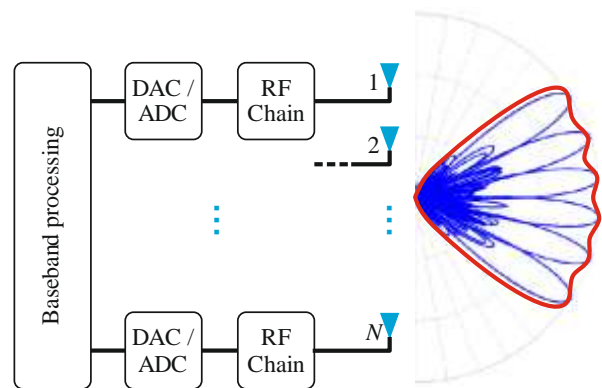 Baseband processing
DAC /
ADC
RF
Chain
1
2
DAC /
ADC
RF
Chain
N